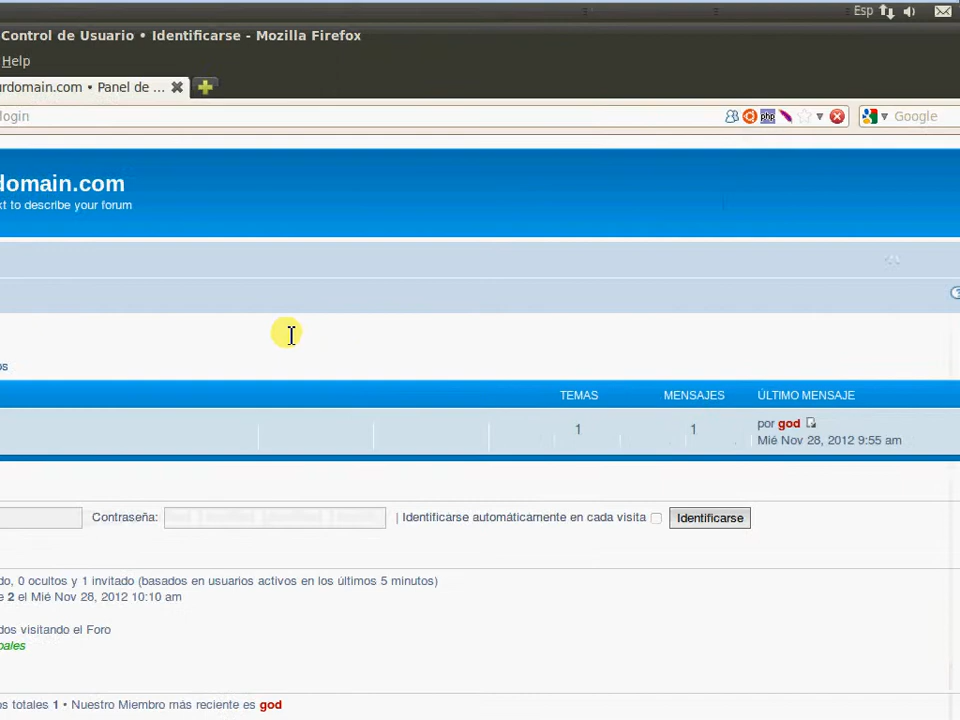 Esp
Control de Usuario • Identificarse - Mozilla Firefox
Help
rdomain.com • Panel de ...
login
php
Google
domain.com
xt to describe your forum
os
TEMAS MENSAJES ÚLTIMO MENSAJE
1 1 por god
Mié Nov 28, 2012 9:55 am
Contraseña: | Identificarse automáticamente en cada visita Identificarse
do, 0 ocultos y 1 invitado (basados en usuarios activos en los últimos 5 minutos)
e 2 el Mié Nov 28, 2012 10:10 am
dos visitando el Foro
bales
s totales 1 • Nuestro Miembro más reciente es god